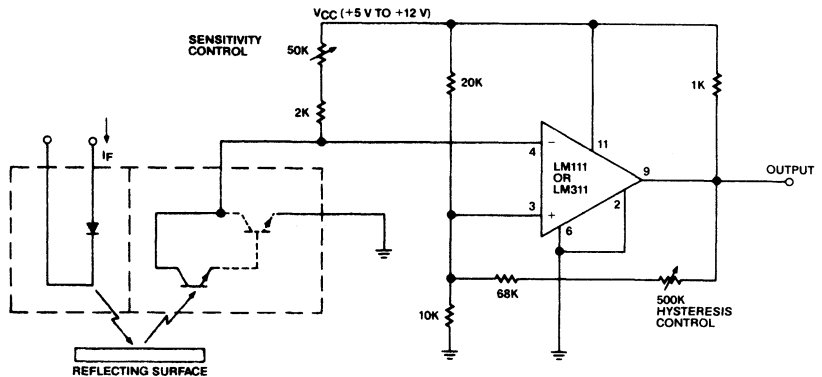 VCC (+5 V TO +12 V)
SENSITIVITY
CONTROL
50K
20K
1K
2K
IF
4
−
11
LM111
OR
LM311
9
OUTPUT
3
+
2
6
68K
500K
HYSTERESIS
CONTROL
10K
REFLECTING SURFACE